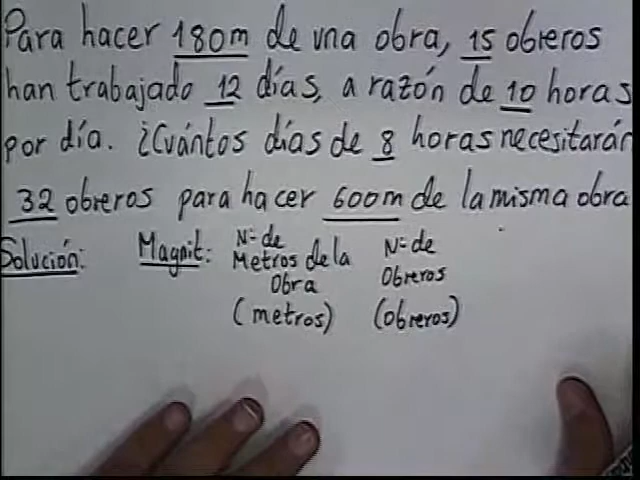 Para hacer 180m de una obra, 15 obreros
han trabajado 12 días, a razón de 10 horas
por día. ¿Cuántos días de 8 horas necesitarán
32 obreros para hacer 600m de la misma obra
Solución: Magnit: N= de Metros de la Obra (metros) N= de Obreros (obreros)